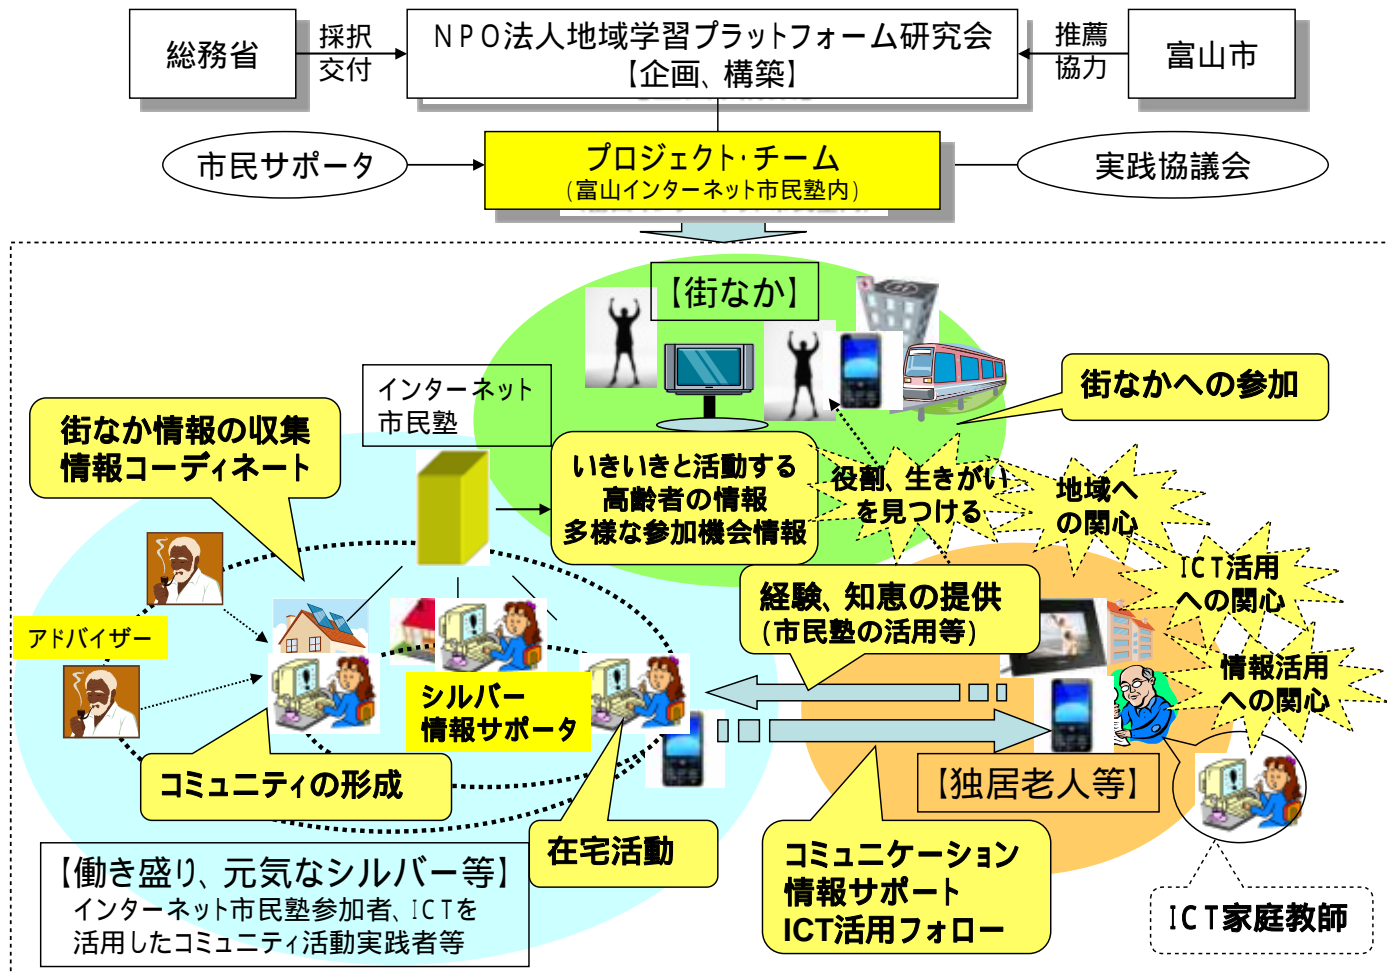 総務省
採択
交付
NPO法人地域学習プラットフォーム研究会
【企画、構築】
推薦
協力
富山市
市民サポータ
プロジェクト・チーム
(富山インターネット市民塾内)
実践協議会
【街なか】
インターネット
市民塾
街なかへの参加
街なか情報の収集
情報コーディネート
いきいきと活動する
高齢者の情報
多様な参加機会情報
役割、生きがい
を見つける
地域へ
の関心
ICT活用
への関心
経験、知恵の提供
(市民塾の活用等)
アドバイザー
情報活用
への関心
シルバー
情報サポータ
コミュニティの形成
【独居老人等】
在宅活動
コミュニケーション
情報サポート
ICT活用フォロー
【働き盛り、元気なシルバー等】
インターネット市民塾参加者、ICTを
活用したコミュニティ活動実践者等
ICT家庭教師